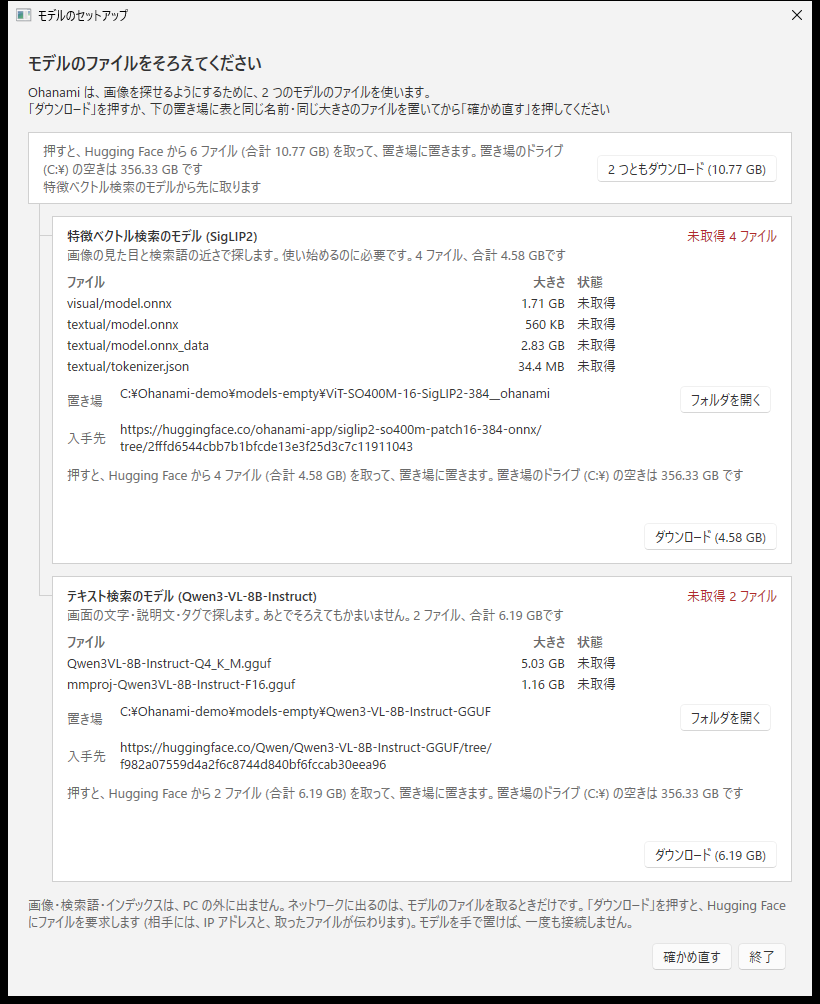 モデルのセットアップ
モデルのファイルをそろえてください
Ohanami は、画像を探せるようにするために、2 つのモデルのファイルを使います。
「ダウンロード」を押すか、下の置き場に表と同じ名前・同じ大きさのファイルを置いてから「確かめ直す」を押してください
押すと、Hugging Face から 6 ファイル (合計 10.77 GB) を取って、置き場に置きます。置き場のドライブ
(C:¥) の空きは 356.33 GB です
特徴ベクトル検索のモデルから先に取ります
2 つともダウンロード (10.77 GB)
特徴ベクトル検索のモデル (SigLIP2)
未取得 4 ファイル
画像の見た目と検索語の近さで探します。使い始めるのに必要です。4 ファイル、合計 4.58 GBです
ファイル 大きさ 状態
visual/model.onnx 1.71 GB 未取得
textual/model.onnx 560 KB 未取得
textual/model.onnx_data 2.83 GB 未取得
textual/tokenizer.json 34.4 MB 未取得
置き場 C:¥Ohanami-demo¥models-empty¥ViT-SO400M-16-SigLIP2-384__ohanami
フォルダを開く
入手先 https://huggingface.co/ohanami-app/siglip2-so400m-patch16-384-onnx/
tree/2fffd6544cbb7b1bfcde13e3f25d3c7c11911043
押すと、Hugging Face から 4 ファイル (合計 4.58 GB) を取って、置き場に置きます。置き場のドライブ (C:¥) の空きは 356.33 GB です
ダウンロード (4.58 GB)
テキスト検索のモデル (Qwen3-VL-8B-Instruct)
未取得 2 ファイル
画面の文字・説明文・タグで探します。あとでそろえてもかまいません。2 ファイル、合計 6.19 GBです
ファイル 大きさ 状態
Qwen3VL-8B-Instruct-Q4_K_M.gguf 5.03 GB 未取得
mmproj-Qwen3VL-8B-Instruct-F16.gguf 1.16 GB 未取得
置き場 C:¥Ohanami-demo¥models-empty¥Qwen3-VL-8B-Instruct-GGUF
フォルダを開く
入手先 https://huggingface.co/Qwen/Qwen3-VL-8B-Instruct-GGUF/tree/
f982a07559d4a2f6c8744d840bf6fccab30eea96
押すと、Hugging Face から 2 ファイル (合計 6.19 GB) を取って、置き場に置きます。置き場のドライブ (C:¥) の空きは 356.33 GB です
ダウンロード (6.19 GB)
画像・検索語・インデックスは、PC の外に出ません。ネットワークに出るのは、モデルのファイルを取るときだけです。「ダウンロード」を押すと、Hugging Face
にファイルを要求します (相手には、IP アドレスと、取ったファイルが伝わります)。モデルを手で置けば、一度も接続しません。
確かめ直す
終了